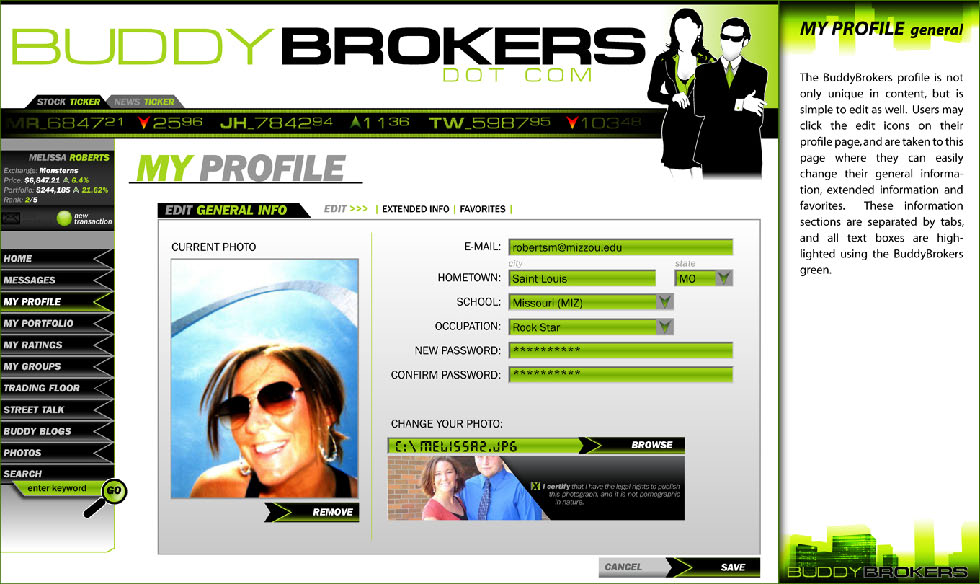 BUDDYBROKERS
DOT COM
STOCK TICKER NEWS TICKER
MR_684721 2596 JH_784294 1136 TW_598795 10348
MELISSA ROBERTS
Exchange: Monsterns
Price: $6,847.21 6.4%
Portfolio: $244,185 21.62%
Rank: 2/5
new
transaction
HOME
MESSAGES
MY PROFILE
MY PORTFOLIO
MY RATINGS
MY GROUPS
TRADING FLOOR
STREET TALK
BUDDY BLOGS
PHOTOS
SEARCH
enter keyword GO
MY PROFILE
EDIT GENERAL INFO EDIT >>> | EXTENDED INFO | FAVORITES |
CURRENT PHOTO
REMOVE
E-MAIL: robertsm@mizzou.edu
city state
HOMETOWN: Saint Louis MO
SCHOOL: Missouri (MIZ)
OCCUPATION: Rock Star
NEW PASSWORD: **********
CONFIRM PASSWORD: **********
CHANGE YOUR PHOTO:
C:\MELISSA2.JPG BROWSE
X I certify that I have the legal rights to publish
this photograph, and it is not pornographic
in nature.
CANCEL SAVE
MY PROFILE general
The BuddyBrokers profile is not
only unique in content, but is
simple to edit as well. Users may
click the edit icons on their
profile page,and are taken to this
page where they can easily
change their general informa-
tion, extended information and
favorites. These information
sections are separated by tabs,
and all text boxes are high-
lighted using the BuddyBrokers
green.
BUDDYBROKERS